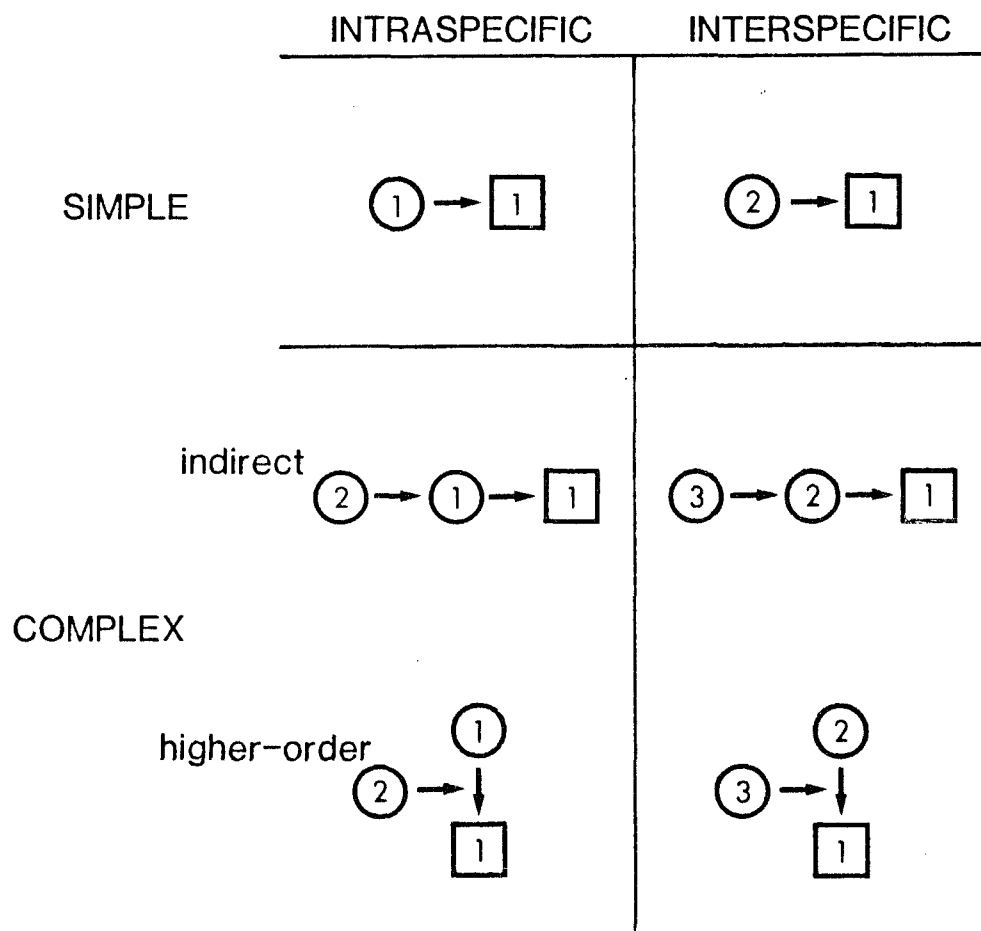 INTRASPECIFIC INTERSPECIFIC
SIMPLE 1 1 2 1
indirect 2 1 1 3 2 1
COMPLEX
1 2
higher-order
2 3
1 1